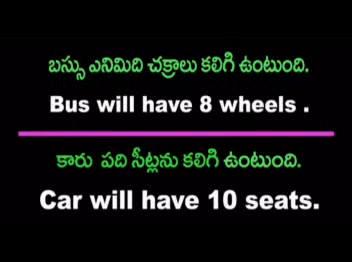 బస్సు ఎనిమిది చక్రాలు కలిగి ఉంటుంది.
Bus will have 8 wheels .
కారు పది సీట్లను కలిగి ఉంటుంది.
Car will have 10 seats.